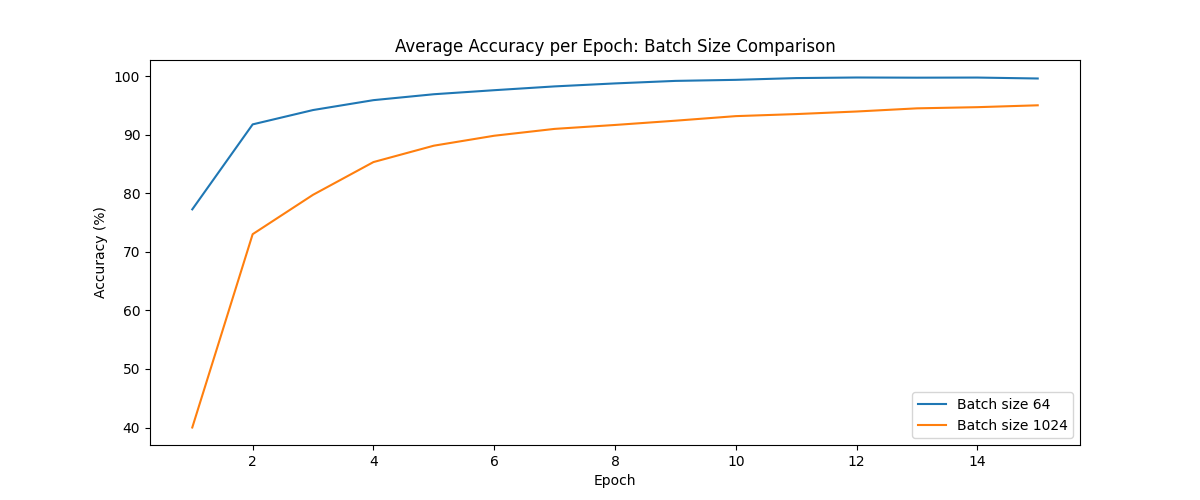 Average Accuracy per Epoch: Batch Size Comparison
Accuracy (%)
100
90
80
70
60
50
40
2 4 6 8 10 12 14
Epoch
Batch size 64
Batch size 1024